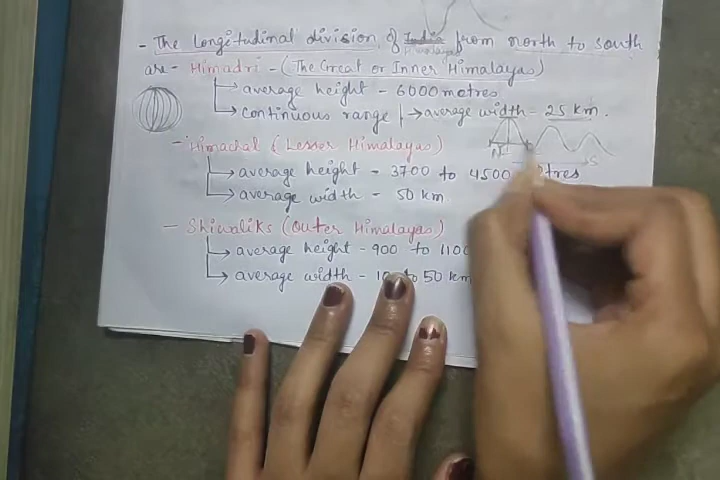 - The Longitudinal division of Himalayas from north to south
are - Himadri - (The Great or Inner Himalayas)
→ average height - 6000 metres
→ continuous range | → average width = 25 km.
N S
- Himachal (Lesser Himalayas)
→ average height - 3700 to 4500
→ average width - 50 km
- Shiwaliks (Outer Himalayas)
→ average height - 900 to 1100
→ average width - 10 to 50 km